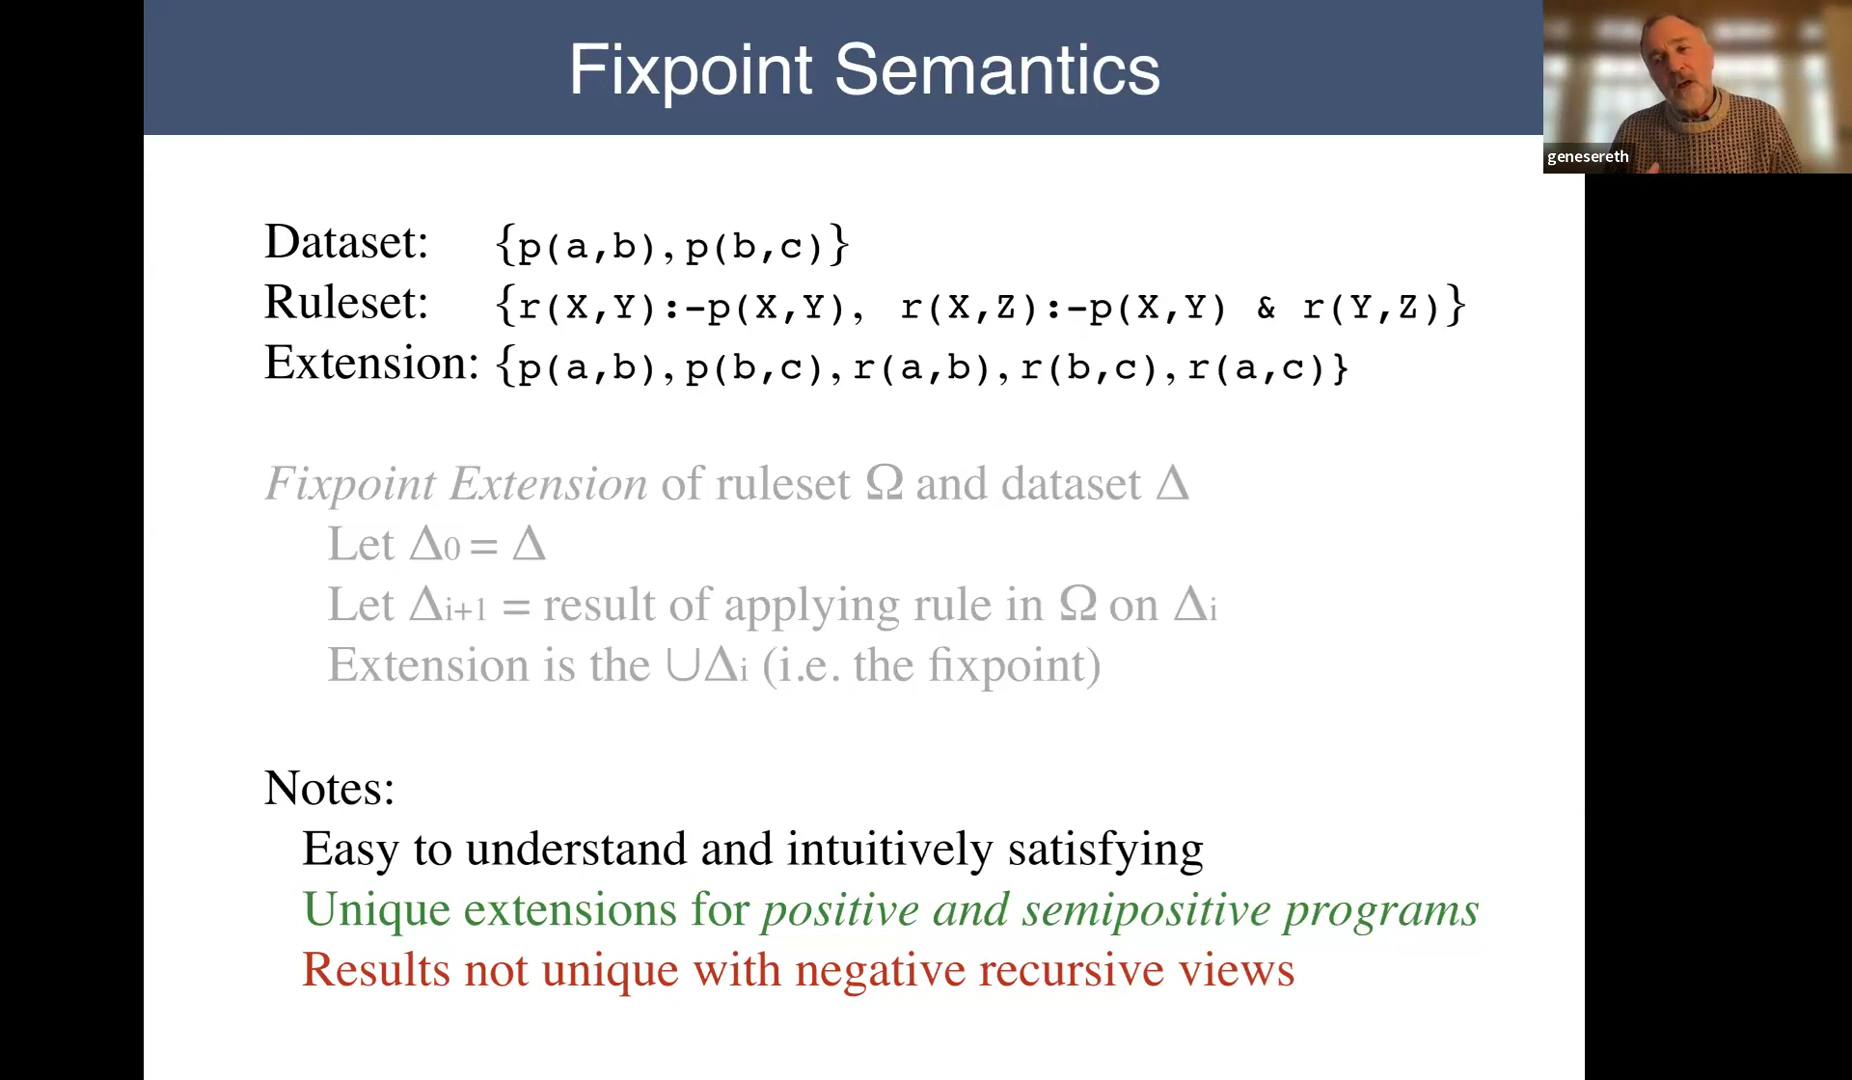 Fixpoint Semantics
genesereth
Dataset: {p(a,b),p(b,c)}
Ruleset: {r(X,Y):-p(X,Y), r(X,Z):-p(X,Y) & r(Y,Z)}
Extension: {p(a,b),p(b,c),r(a,b),r(b,c),r(a,c)}
Fixpoint Extension of ruleset Ω and dataset Δ
Let Δ0 = Δ
Let Δi+1 = result of applying rule in Ω on Δi
Extension is the ∪Δi (i.e. the fixpoint)
Notes:
Easy to understand and intuitively satisfying
Unique extensions for positive and semipositive programs
Results not unique with negative recursive views